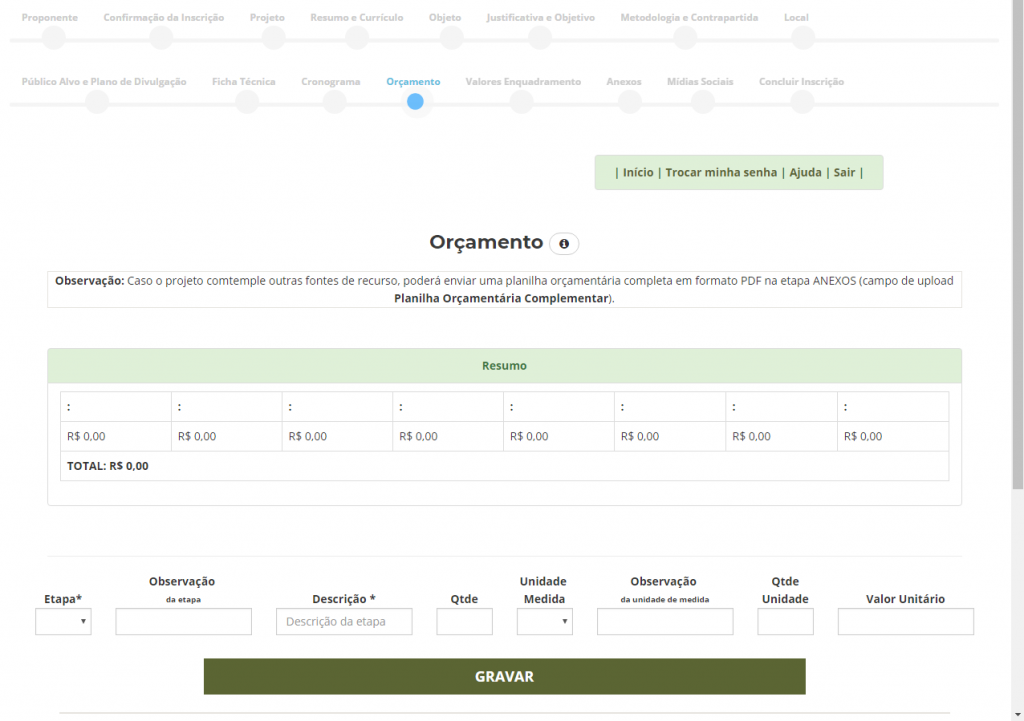 Proponente Confirmação da Inscrição Projeto Resumo e Currículo Objeto Justificativa e Objetivo Metodologia e Contrapartida Local
Público Alvo e Plano de Divulgação Ficha Técnica Cronograma Orçamento Valores Enquadramento Anexos Mídias Sociais Concluir Inscrição
| Início | Trocar minha senha | Ajuda | Sair |
Orçamento
Observação: Caso o projeto comtemple outras fontes de recurso, poderá enviar uma planilha orçamentária completa em formato PDF na etapa ANEXOS (campo de upload
Planilha Orçamentária Complementar).
Resumo
: : : : : : : :
R$ 0,00 R$ 0,00 R$ 0,00 R$ 0,00 R$ 0,00 R$ 0,00 R$ 0,00 R$ 0,00
TOTAL: R$ 0,00
Etapa*
Observação
da etapa
Descrição *
Descrição da etapa
Qtde
Unidade
Medida
Observação
da unidade de medida
Qtde
Unidade
Valor Unitário
GRAVAR